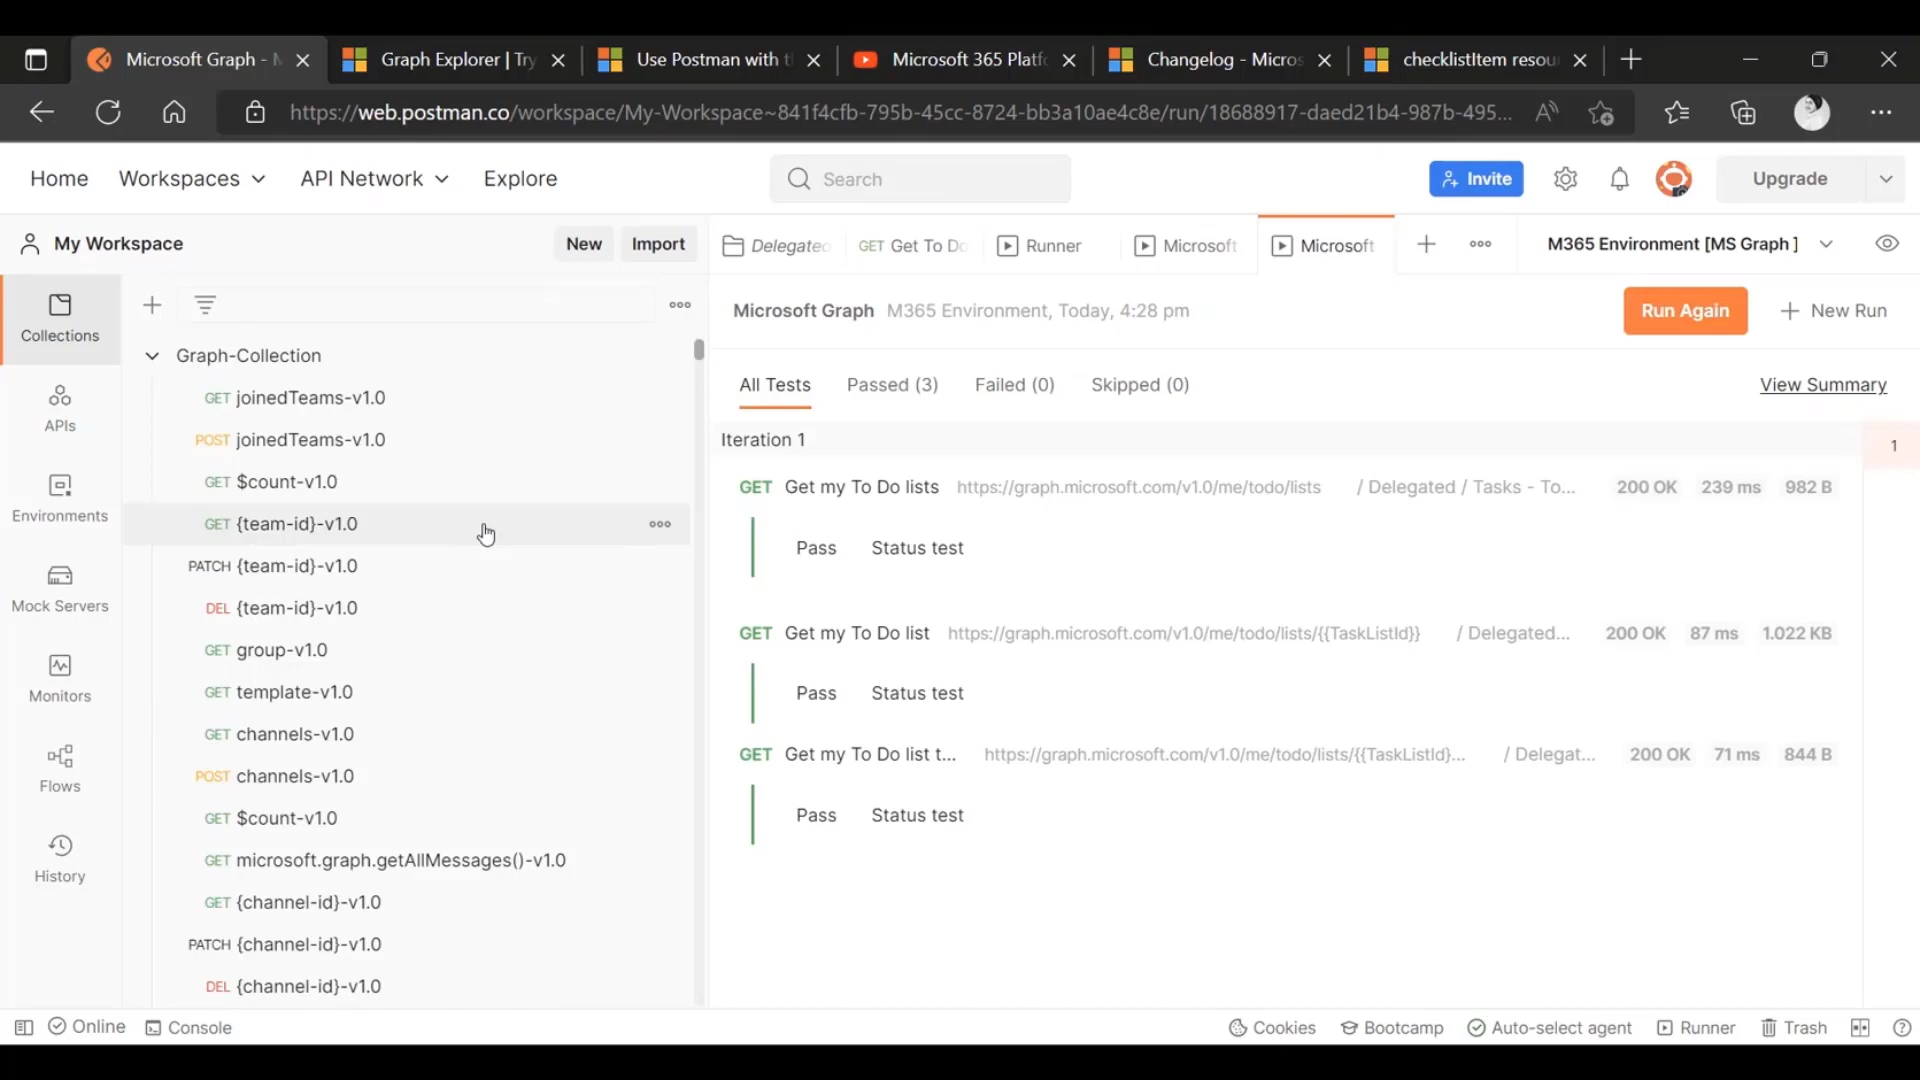 Microsoft Graph - M
Graph Explorer | Try
Use Postman with t
Microsoft 365 Platfo
Changelog - Micros
checklistItem resou
https://web.postman.co/workspace/My-Workspace~841f4cfb-795b-45cc-8724-bb3a10ae4c8e/run/18688917-daed21b4-987b-495...
Home Workspaces API Network Explore Search Invite Upgrade
My Workspace New Import
Delegated GET Get To Do Runner Microsoft Microsoft M365 Environment [MS Graph ]
Collections
APIs
Environments
Mock Servers
Monitors
Flows
History
Graph-Collection
GET joinedTeams-v1.0
POST joinedTeams-v1.0
GET $count-v1.0
GET {team-id}-v1.0
PATCH {team-id}-v1.0
DEL {team-id}-v1.0
GET group-v1.0
GET template-v1.0
GET channels-v1.0
POST channels-v1.0
GET $count-v1.0
GET microsoft.graph.getAllMessages()-v1.0
GET {channel-id}-v1.0
PATCH {channel-id}-v1.0
DEL {channel-id}-v1.0
Microsoft Graph M365 Environment, Today, 4:28 pm Run Again New Run
All Tests Passed (3) Failed (0) Skipped (0) View Summary
Iteration 1
1
GET Get my To Do lists https://graph.microsoft.com/v1.0/me/todo/lists / Delegated / Tasks - To... 200 OK 239 ms 982 B
Pass Status test
GET Get my To Do list https://graph.microsoft.com/v1.0/me/todo/lists/{{TaskListId}} / Delegated... 200 OK 87 ms 1.022 KB
Pass Status test
GET Get my To Do list t... https://graph.microsoft.com/v1.0/me/todo/lists/{{TaskListId}... / Delegat... 200 OK 71 ms 844 B
Pass Status test
Online Console Cookies Bootcamp Auto-select agent Runner Trash